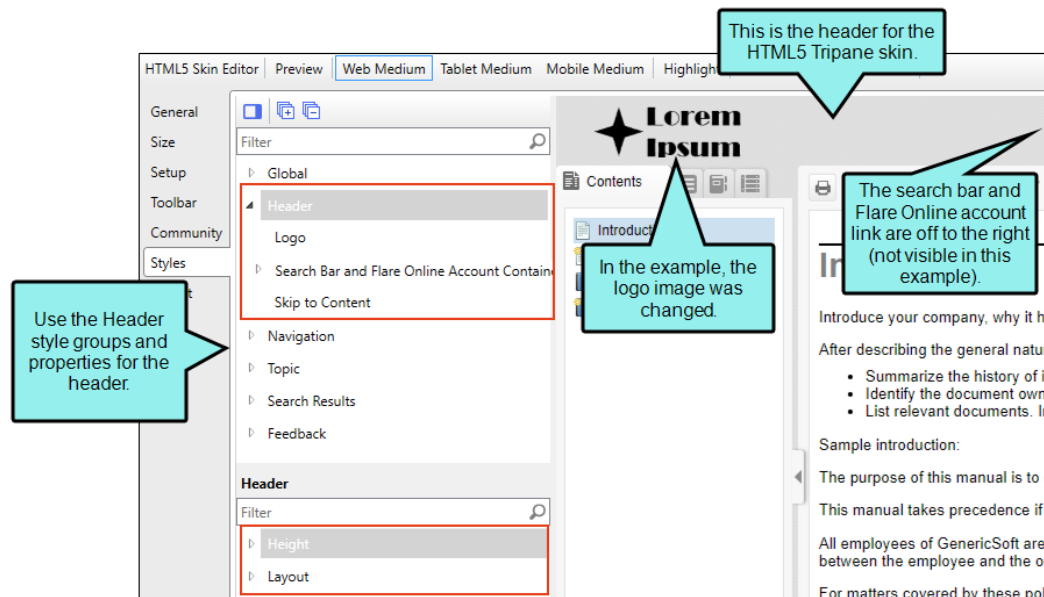 This is the header for the
HTML5 Tripane skin.
HTML5 Skin Editor
Preview
Web Medium
Tablet Medium
Mobile Medium
Highlight
General
Size
Setup
Toolbar
Community
Styles
Filter
Global
Header
Logo
Search Bar and Flare Online Account Containe
Skip to Content
Navigation
Topic
Search Results
Feedback
Header
Filter
Height
Layout
Use the Header
style groups and
properties for the
header.
Lorem
Ipsum
Contents
Introduct
In the example, the
logo image was
changed.
The search bar and
Flare Online account
link are off to the right
(not visible in this
example).
In
Introduce your company, why it h
After describing the general natu
• Summarize the history of i
• Identify the document own
• List relevant documents. I
Sample introduction:
The purpose of this manual is to
This manual takes precedence if
All employees of GenericSoft are
between the employee and the o
For matters covered by these pol